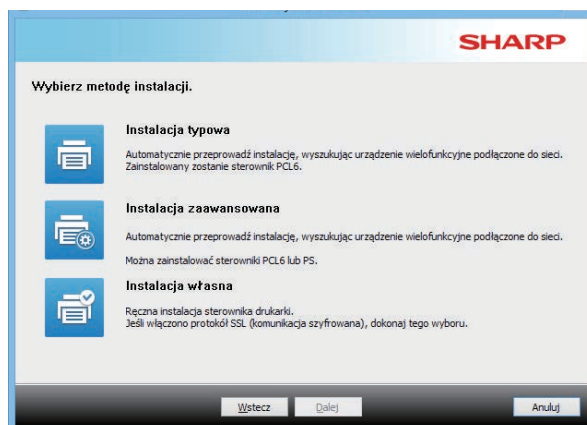 SHARP
Wybierz metodę instalacji.
Instalacja typowa
Automatycznie przeprowadź instalację, wyszukując urządzenie wielofunkcyjne podłączone do sieci.
Zainstalowany zostanie sterownik PCL6.
Instalacja zaawansowana
Automatycznie przeprowadź instalację, wyszukując urządzenie wielofunkcyjne podłączone do sieci.
Można zainstalować sterowniki PCL6 lub PS.
Instalacja własna
Ręczna instalacja sterownika drukarki.
Jeśli włączono protokół SSL (komunikacja szyfrowana), dokonaj tego wyboru.
Wstecz Dalej Anuluj